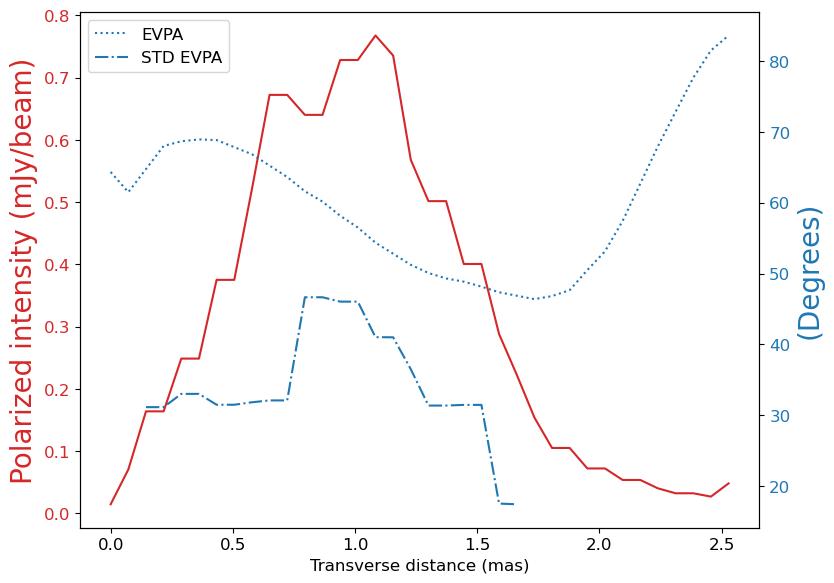 EVPA
STD EVPA
Polarized intensity (mJy/beam)
0.8
0.7
0.6
0.5
0.4
0.3
0.2
0.1
0.0
80
70
60
50
40
30
20
(Degrees)
0.0 0.5 1.0 1.5 2.0 2.5
Transverse distance (mas)